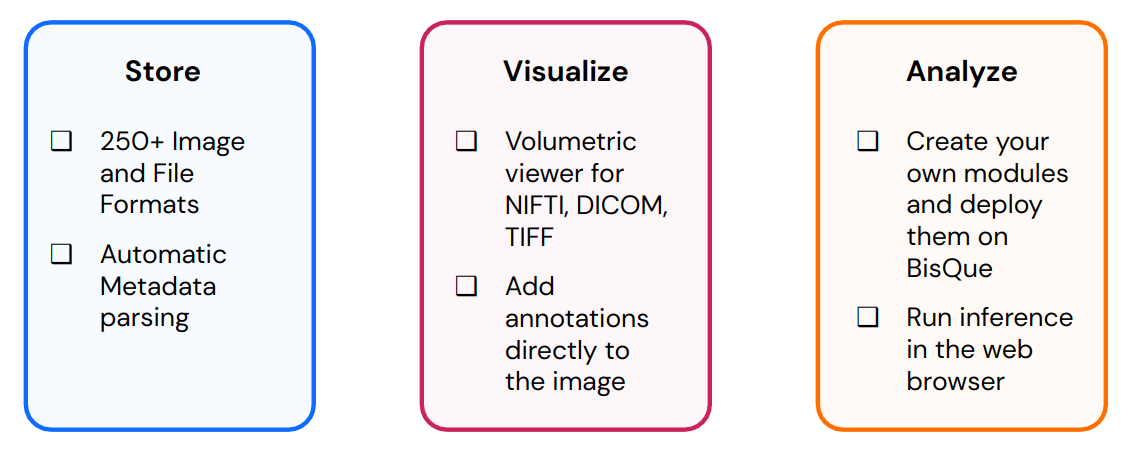 Store
❑ 250+ Image
and File
Formats
❑ Automatic
Metadata
parsing
Visualize
❑ Volumetric
viewer for
NIFTI, DICOM,
TIFF
❑ Add
annotations
directly to
the image
Analyze
❑ Create your
own modules
and deploy
them on
BisQue
❑ Run inference
in the web
browser